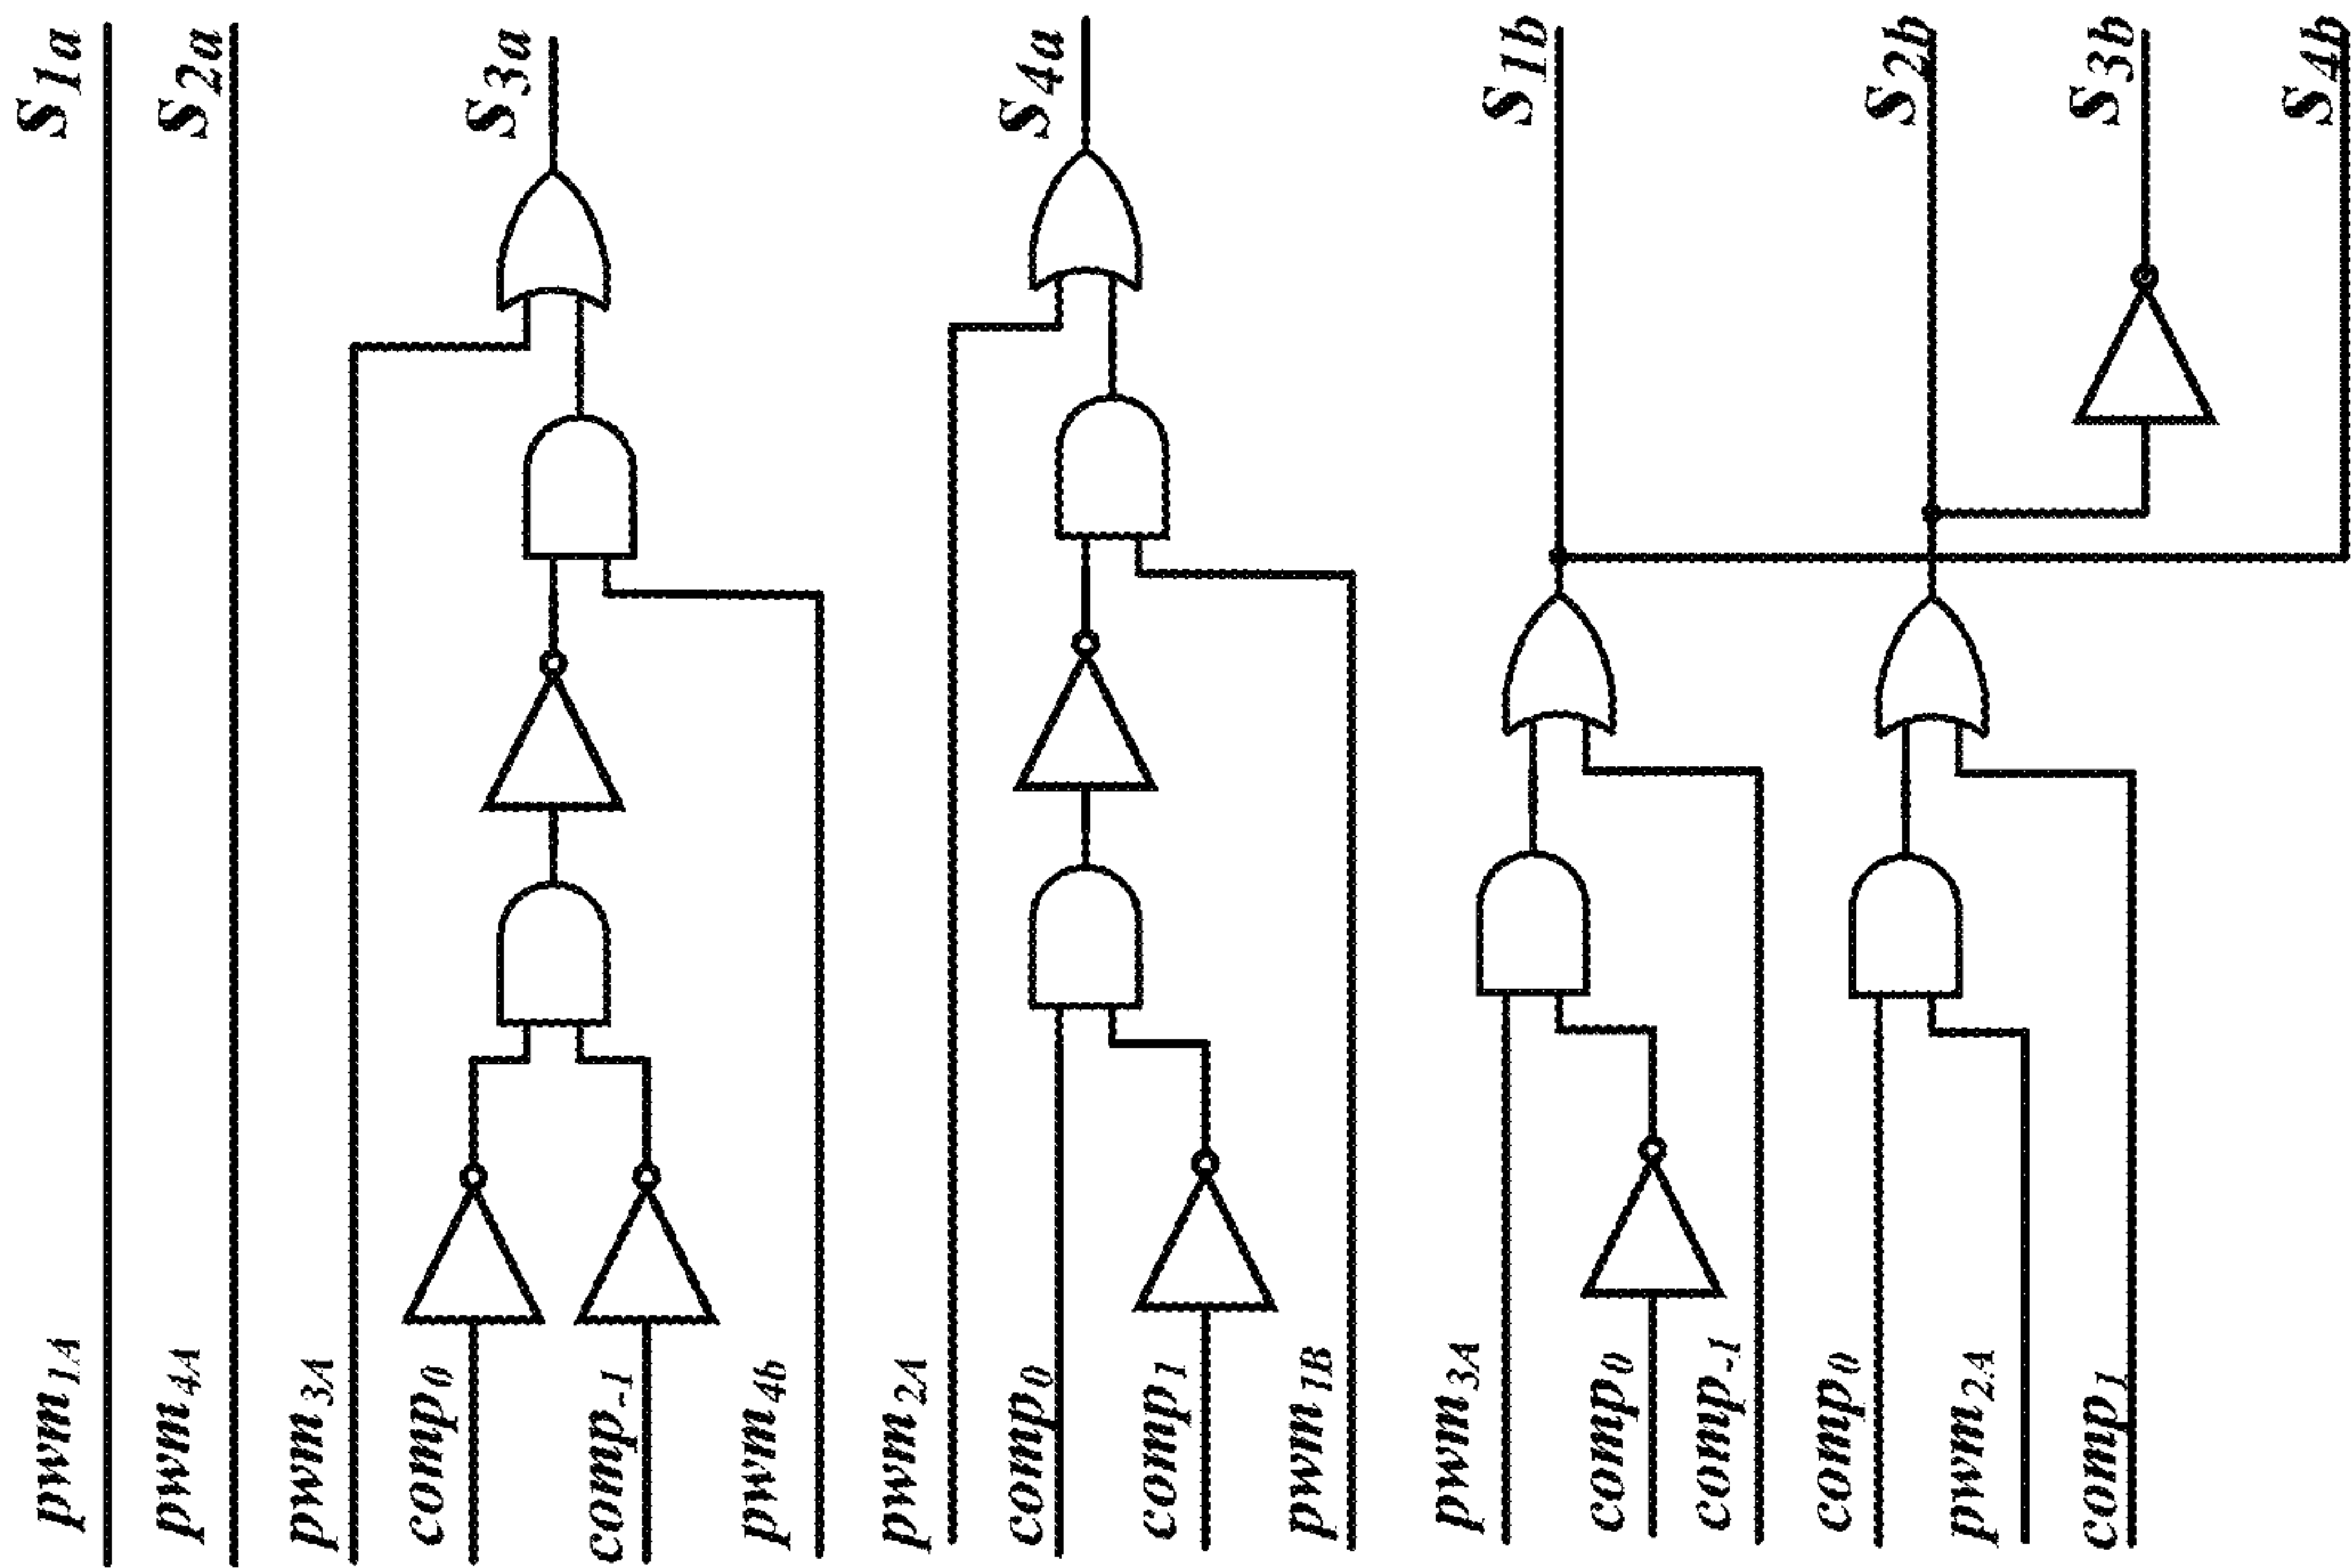 pwm1A
S1a
pwm4A
S2a
pwm3A
comp0
comp-1
pwm4b
S3a
pwm2A
comp0
comp1
pwm1B
S4a
pwm3A
comp0
comp-1
S1b
comp0
pwm2A
comp1
S2b
S3b
S4b